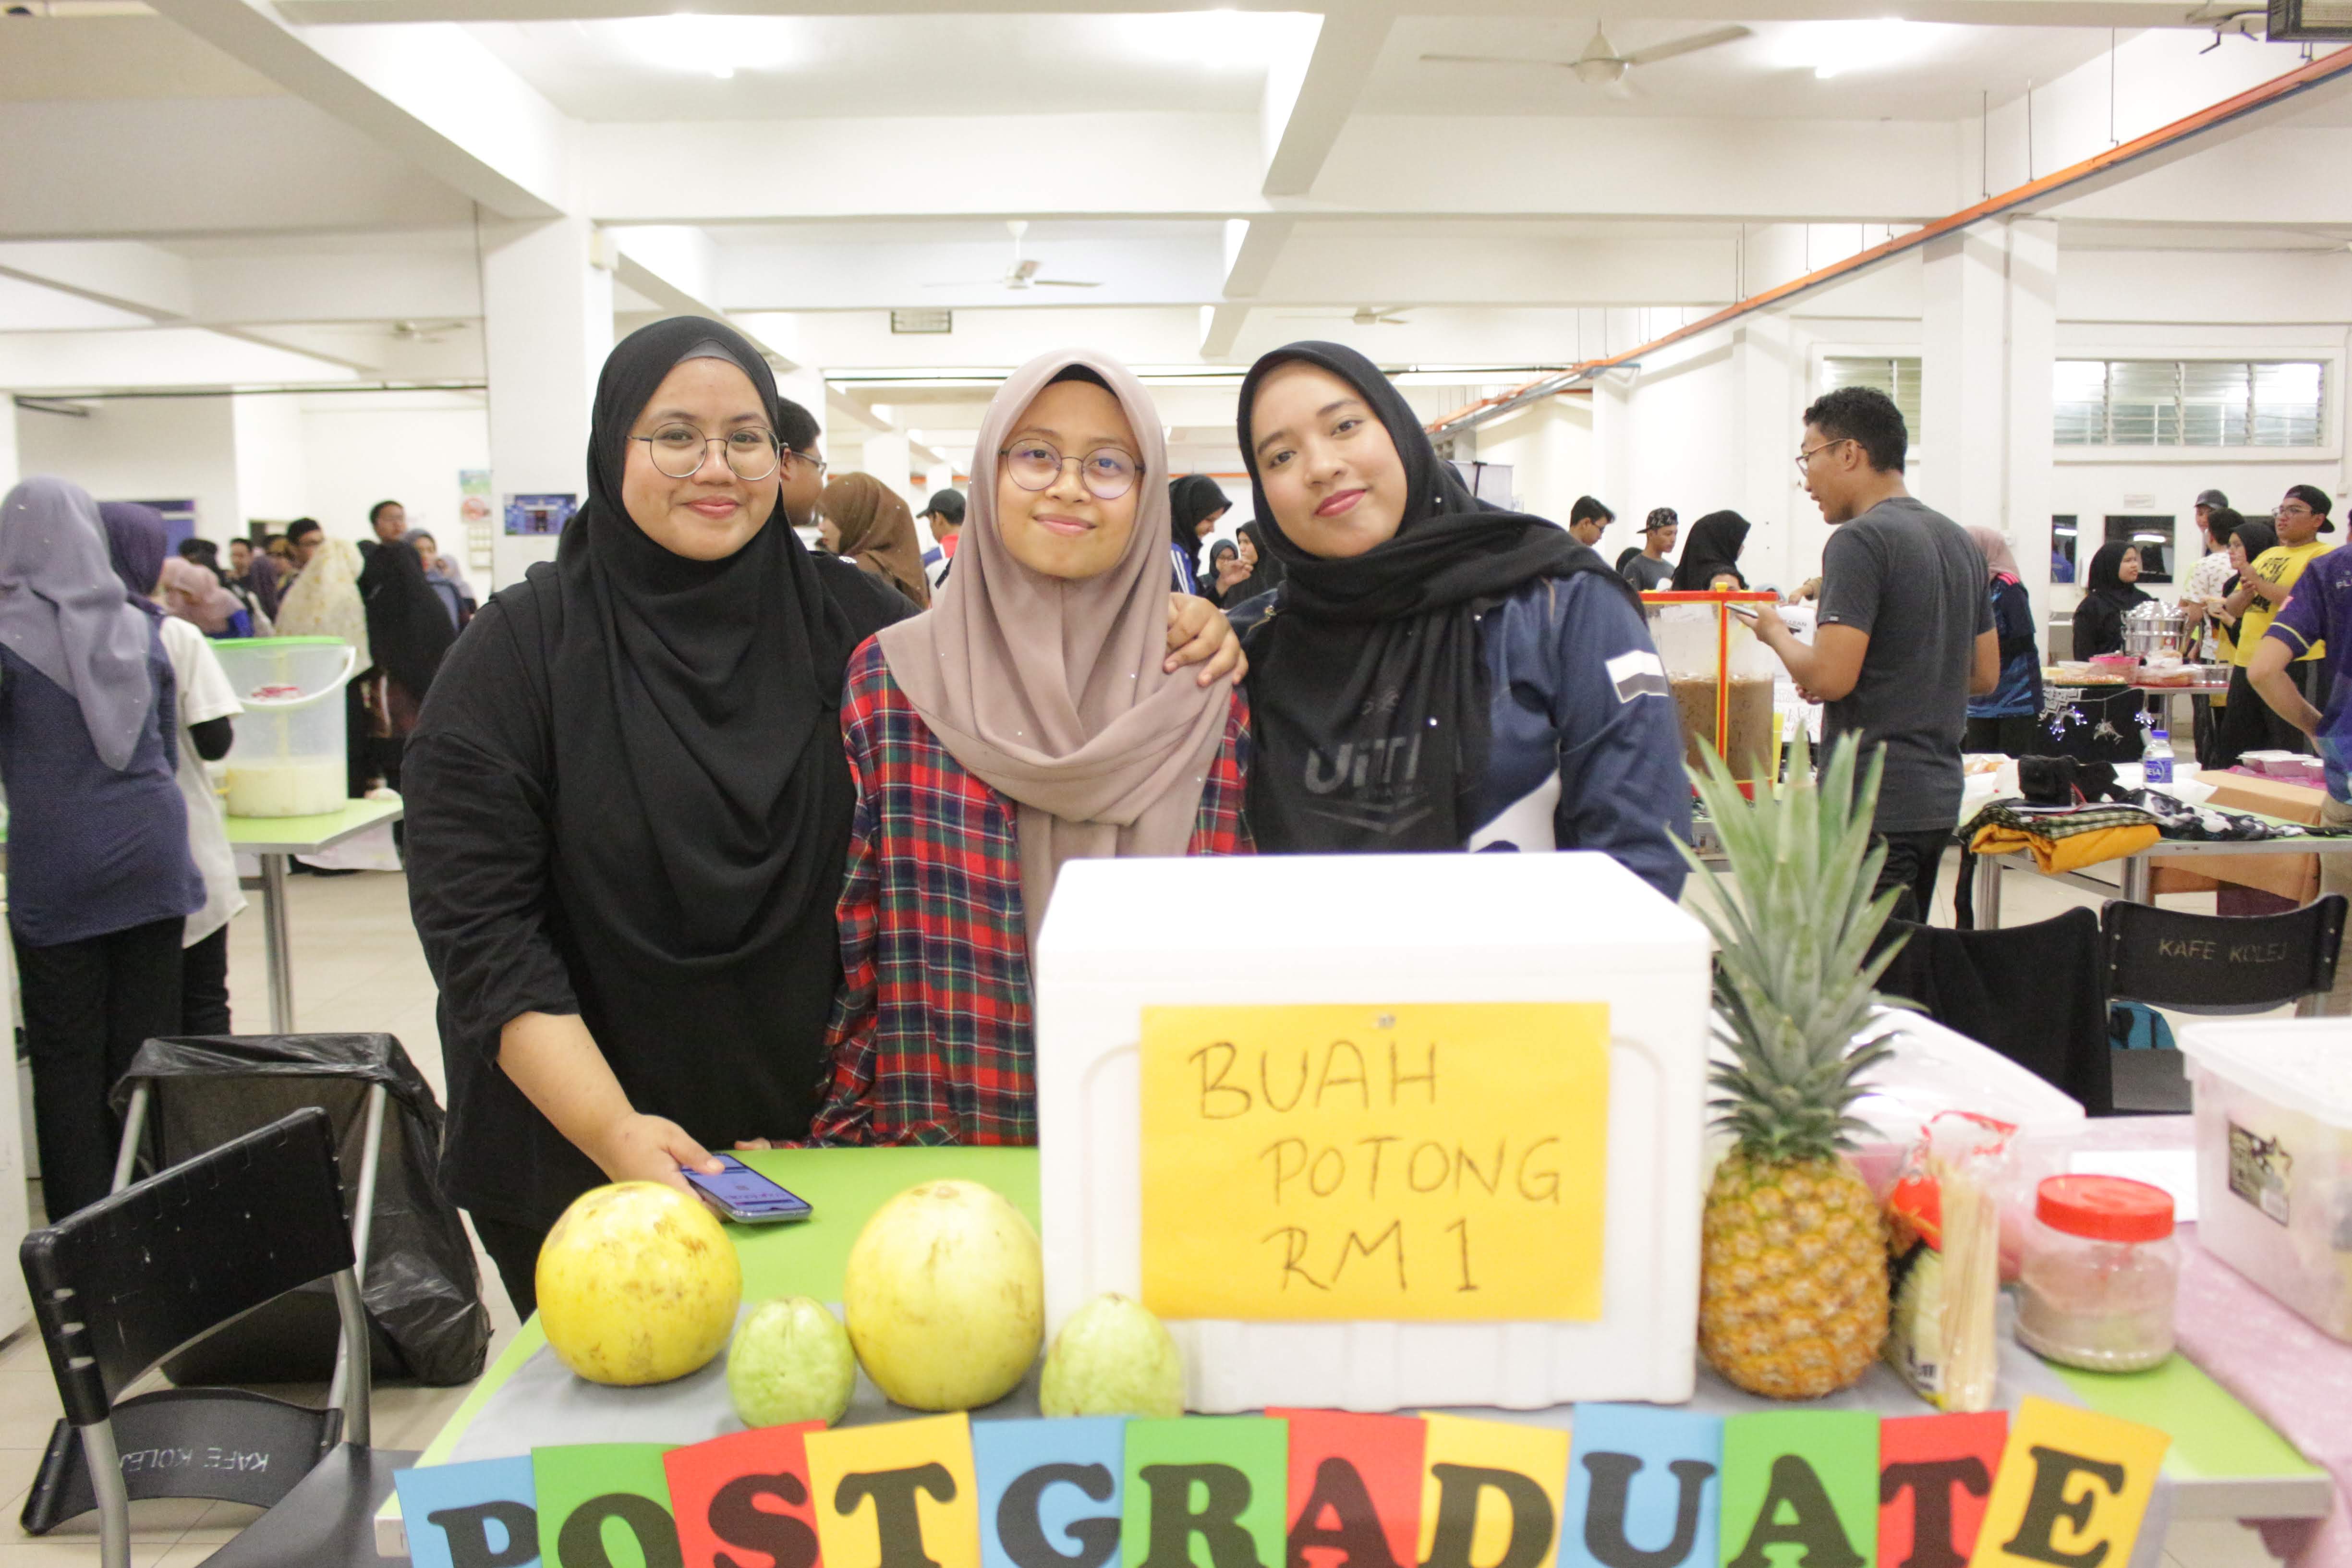 UiTM
KAFE KOLEJ
BUAH
POTONG
RM 1
KAFE KOLEJ
POSTGRADUATE